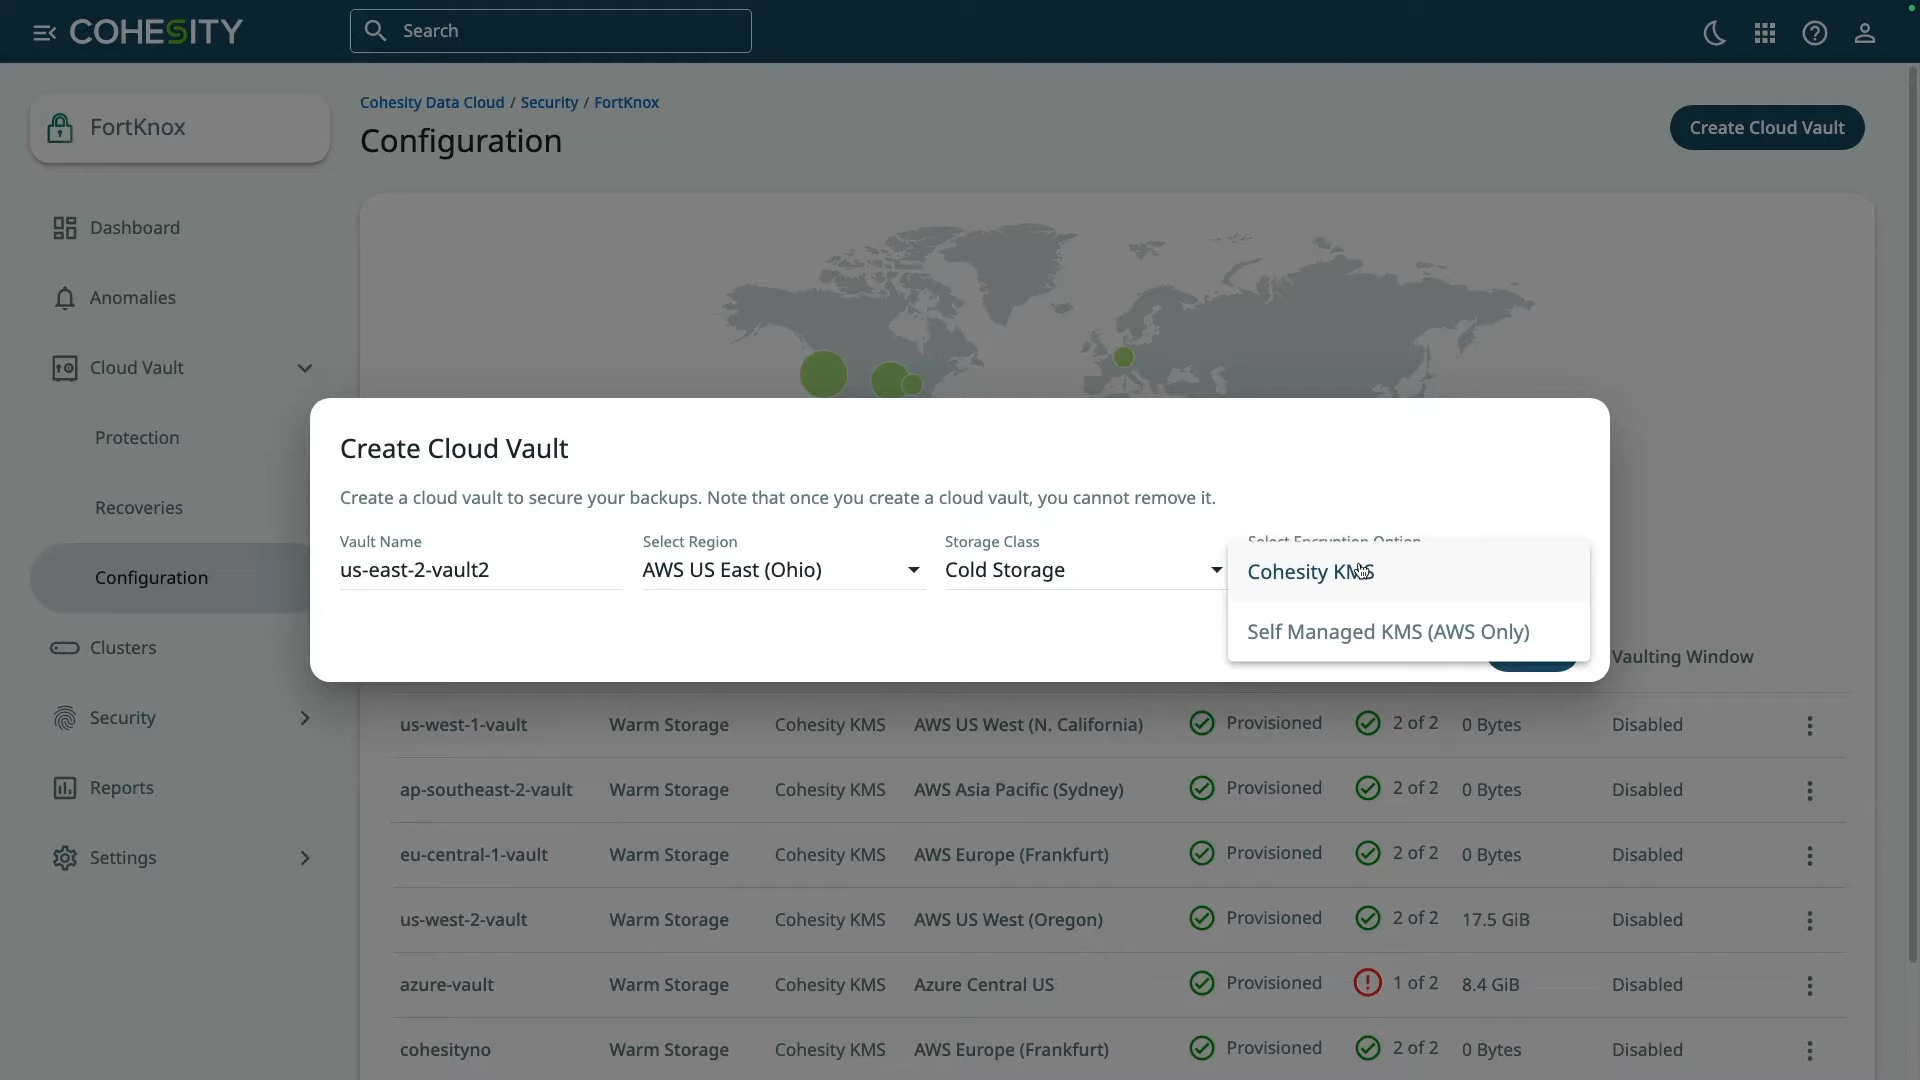 COHESITY
Search
FortKnox
Cohesity Data Cloud / Security / FortKnox
Configuration
Create Cloud Vault
Dashboard
Anomalies
Cloud Vault
Protection
Recoveries
Configuration
Clusters
Security
Reports
Settings
Create Cloud Vault
Create a cloud vault to secure your backups. Note that once you create a cloud vault, you cannot remove it.
Vault Name
us-east-2-vault2
Select Region
AWS US East (Ohio)
Storage Class
Cold Storage
Select Encryption Option
Cohesity KMS
Self Managed KMS (AWS Only)
Vaulting Window
us-west-1-vault Warm Storage Cohesity KMS AWS US West (N. California) Provisioned 2 of 2 0 Bytes Disabled
ap-southeast-2-vault Warm Storage Cohesity KMS AWS Asia Pacific (Sydney) Provisioned 2 of 2 0 Bytes Disabled
eu-central-1-vault Warm Storage Cohesity KMS AWS Europe (Frankfurt) Provisioned 2 of 2 0 Bytes Disabled
us-west-2-vault Warm Storage Cohesity KMS AWS US West (Oregon) Provisioned 2 of 2 17.5 GiB Disabled
azure-vault Warm Storage Cohesity KMS Azure Central US Provisioned 1 of 2 8.4 GiB Disabled
cohesityno Warm Storage Cohesity KMS AWS Europe (Frankfurt) Provisioned 2 of 2 0 Bytes Disabled